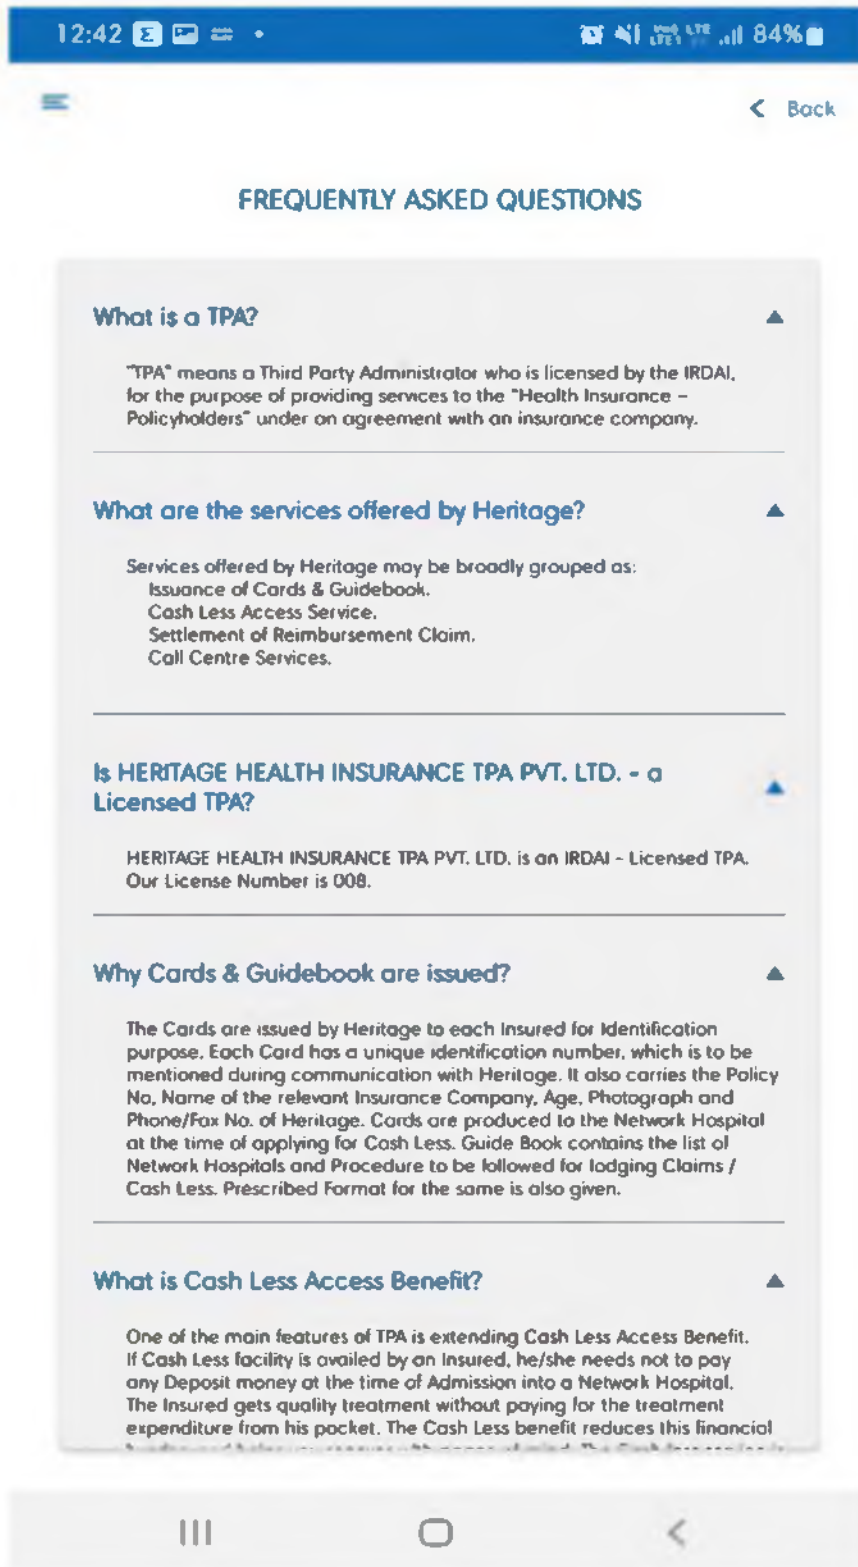 12:42
84%
Back
FREQUENTLY ASKED QUESTIONS
What is a TPA?
"TPA" means a Third Party Administrator who is licensed by the IRDAI,
for the purpose of providing services to the "Health Insurance –
Policyholders" under an agreement with an insurance company.
What are the services offered by Heritage?
Services offered by Heritage may be broadly grouped as:
Issuance of Cards & Guidebook.
Cash Less Access Service.
Settlement of Reimbursement Claim.
Call Centre Services.
Is HERITAGE HEALTH INSURANCE TPA PVT. LTD. - a
Licensed TPA?
HERITAGE HEALTH INSURANCE TPA PVT. LTD. is an IRDAI - Licensed TPA.
Our License Number is 008.
Why Cards & Guidebook are issued?
The Cards are issued by Heritage to each Insured for Identification
purpose. Each Card has a unique identification number, which is to be
mentioned during communication with Heritage. It also carries the Policy
No, Name of the relevant Insurance Company, Age, Photograph and
Phone/Fax No. of Heritage. Cards are produced to the Network Hospital
at the time of applying for Cash Less. Guide Book contains the list of
Network Hospitals and Procedure to be followed for lodging Claims /
Cash Less. Prescribed Format for the same is also given.
What is Cash Less Access Benefit?
One of the main features of TPA is extending Cash Less Access Benefit.
If Cash Less facility is availed by an Insured, he/she needs not to pay
any Deposit money at the time of Admission into a Network Hospital.
The Insured gets quality treatment without paying for the treatment
expenditure from his pocket. The Cash Less benefit reduces this financial